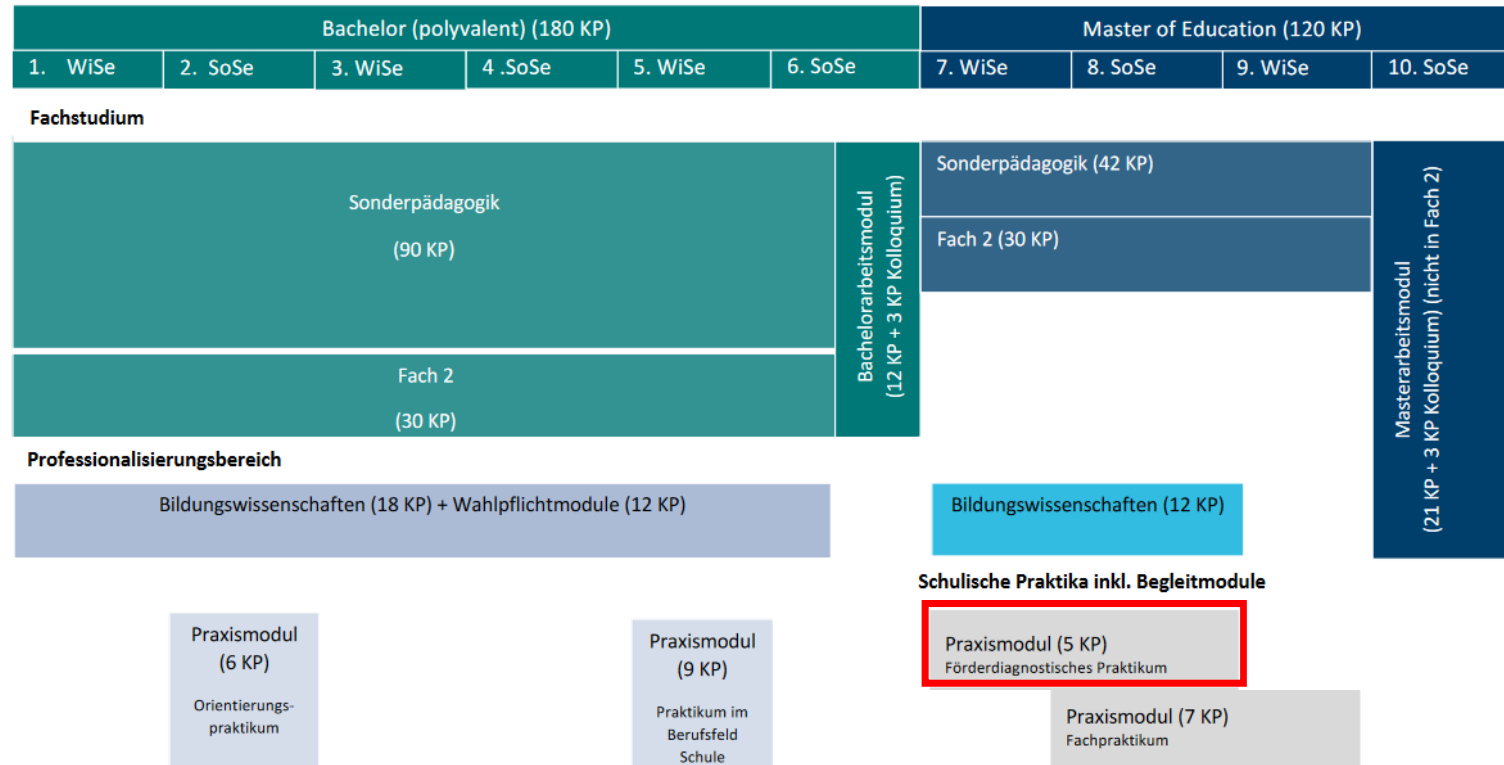 Bachelor (polyvalent) (180 KP)
Master of Education (120 KP)
1. WiSe
2. SoSe
3. WiSe
4 .SoSe
5. WiSe
6. SoSe
7. WiSe
8. SoSe
9. WiSe
10. SoSe
Fachstudium
Sonderpädagogik
(90 KP)
Fach 2
(30 KP)
Bachelorarbeitsmodul
(12 KP + 3 KP Kolloquium)
Sonderpädagogik (42 KP)
Fach 2 (30 KP)
Masterarbeitsmodul
(21 KP + 3 KP Kolloquium) (nicht in Fach 2)
Professionalisierungsbereich
Bildungswissenschaften (18 KP) + Wahlpflichtmodule (12 KP)
Bildungswissenschaften (12 KP)
Schulische Praktika inkl. Begleitmodule
Praxismodul
(6 KP)
Orientierungs-
praktikum
Praxismodul
(9 KP)
Praktikum im
Berufsfeld
Schule
Praxismodul (5 KP)
Förderdiagnostisches Praktikum
Praxismodul (7 KP)
Fachpraktikum